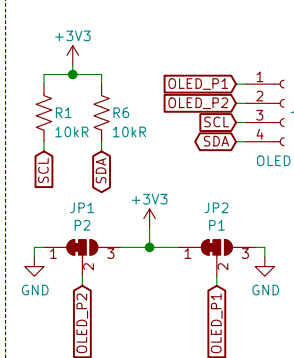 +3V3
R1
10kR
R6
10kR
SCL
SDA
OLED_P1
1
OLED_P2
2
SCL
3
SDA
4
OLED
+3V3
JP1
P2
JP2
P1
1
3
1
3
2
2
GND
GND
OLED_P2
OLED_P1